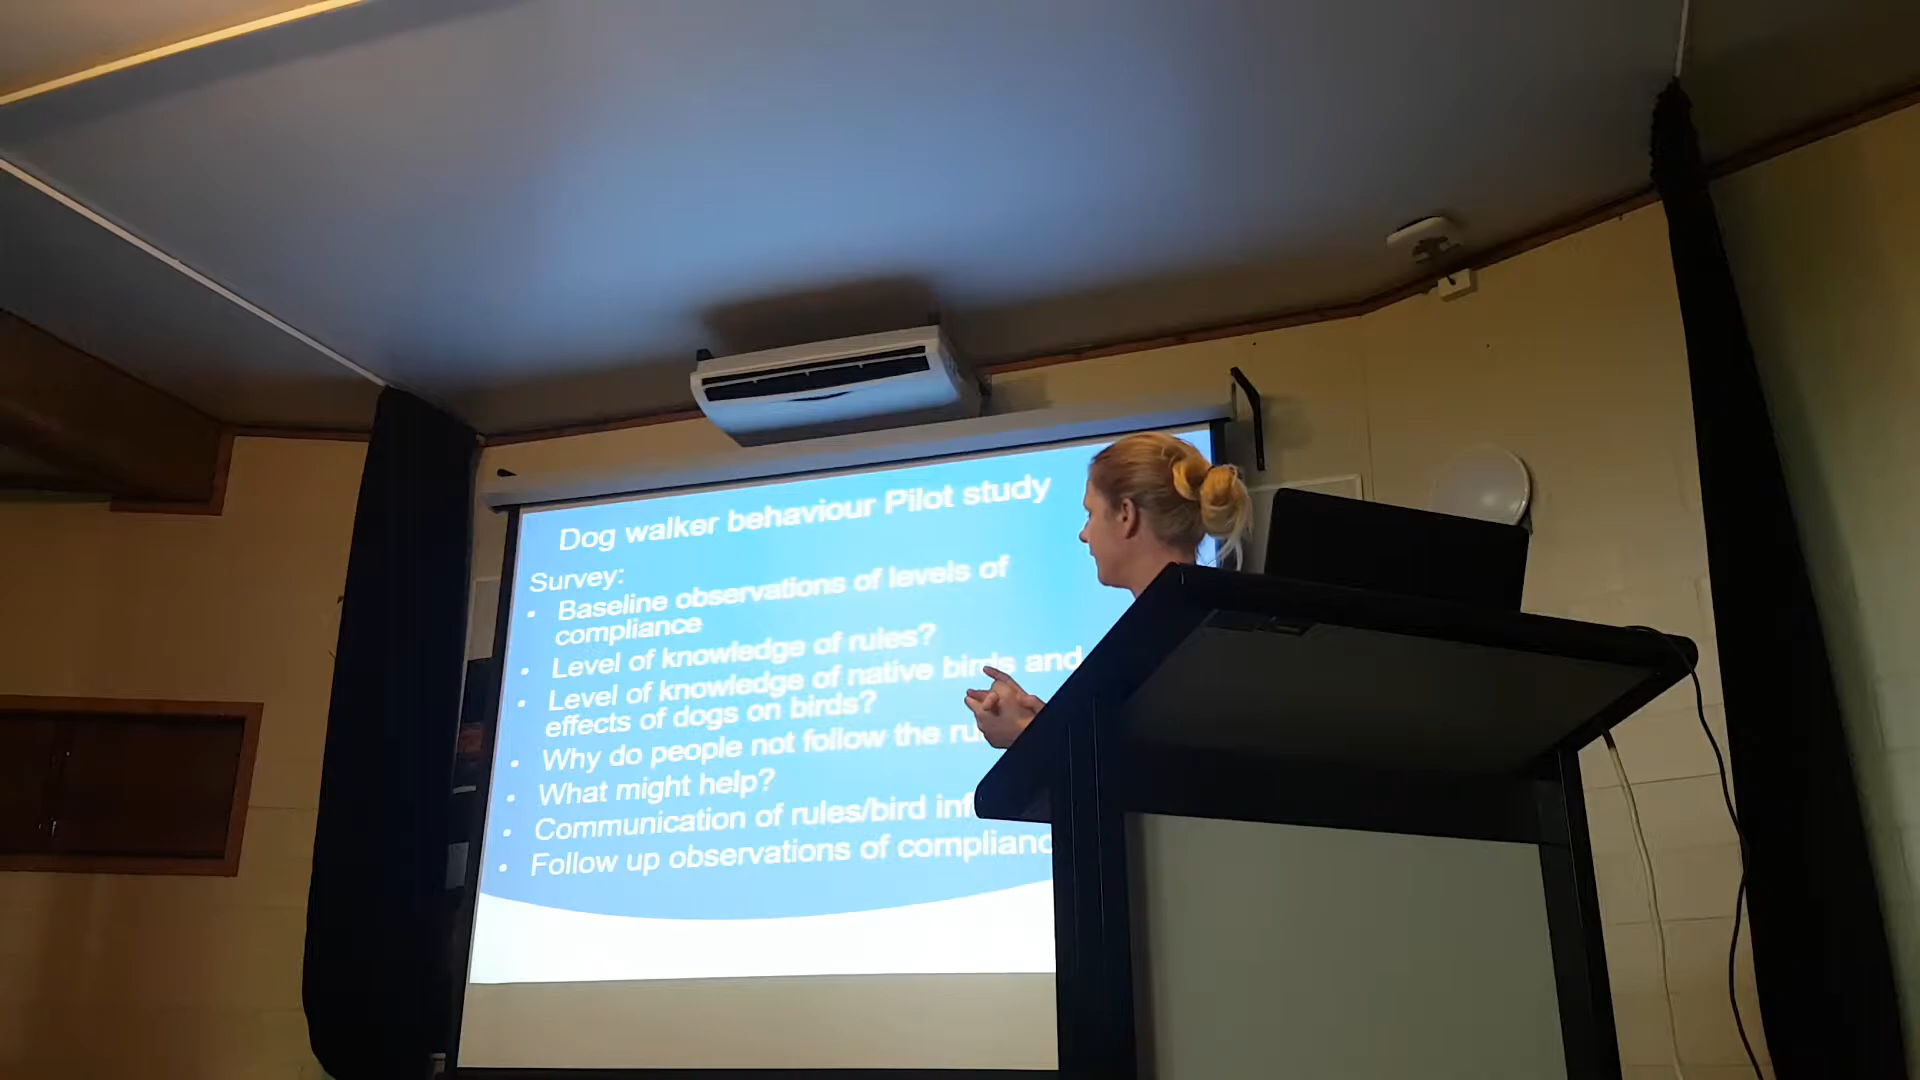 Dog walker behaviour Pilot study
Survey:
• Baseline observations of levels of
compliance
• Level of knowledge of rules?
• Level of knowledge of native birds and
effects of dogs on birds?
• Why do people not follow the
• What might help?
• Communication of rules/bird
• Follow up observations of